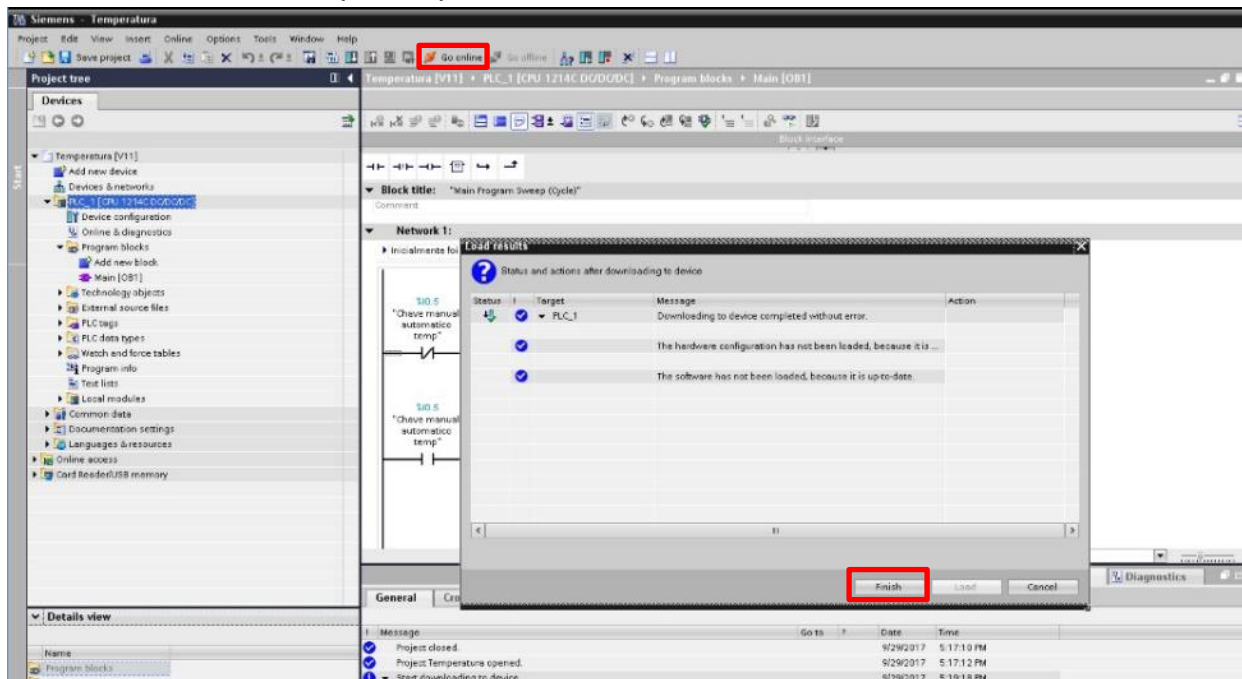 Siemens - Temperatura
Project Edit View Insert Online Options Tools Window Help
Save project Go online Go offline
Project tree
Temperatura [V11] PLC_1 [CPU 1214C DC/DC/DC] Program blocks Main [OB1]
Devices
Block interface
Start
Temperatura [V11]
Add new device
Devices & networks
PLC_1 [CPU 1214C DC/DC/DC]
Device configuration
Online & diagnostics
Program blocks
Add new block
Main [OB1]
Technology objects
External source files
PLC tags
PLC data types
Watch and force tables
Program info
Text lists
Local modules
Common data
Documentation settings
Languages & resources
Online access
Card Reader/USB memory
Block title: "Main Program Sweep (Cycle)"
Comment
Network 1:
Inicialmente foi
%I0.5
"Chave manual
automatico
temp"
%I0.5
"Chave manual
automatico
temp"
Load results
Status and actions after downloading to device
Status ! Target Message Action
PLC_1 Downloading to device completed without error.
The hardware configuration has not been loaded, because it is ...
The software has not been loaded, because it is up-to-date.
Finish Load Cancel
Diagnostics
General
Details view
Name
Program blocks
! Message Go to ? Date Time
Project closed. 9/29/2017 5:17:10 PM
Project Temperatura opened. 9/29/2017 5:17:12 PM
Start downloading to device. 9/29/2017 5:19:18 PM